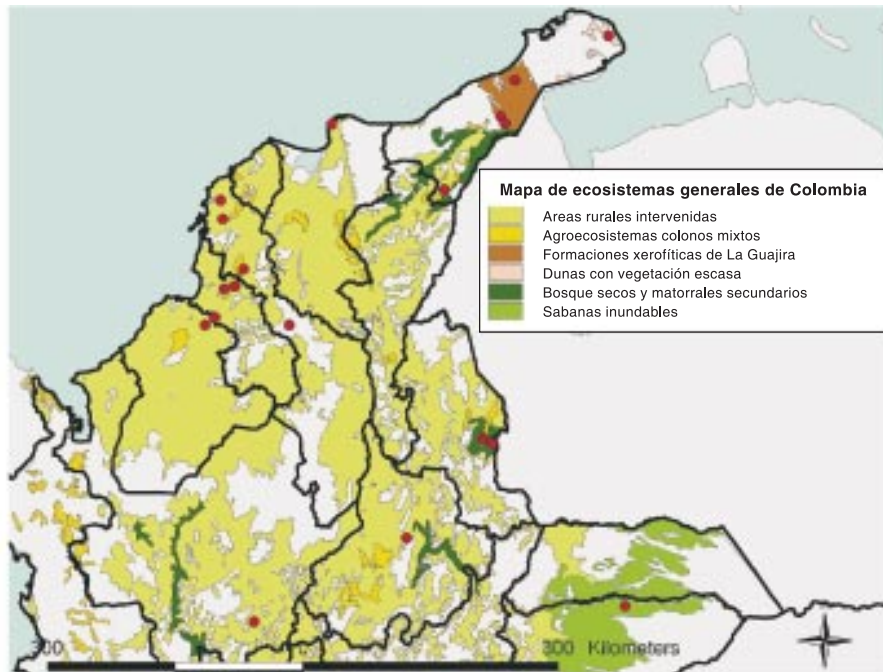 Mapa de ecosistemas generales de Colombia
Areas rurales intervenidas
Agroecosistemas colonos mixtos
Formaciones xerofíticas de La Guajira
Dunas con vegetación escasa
Bosque secos y matorrales secundarios
Sabanas inundables
300 0 300 Kilometers